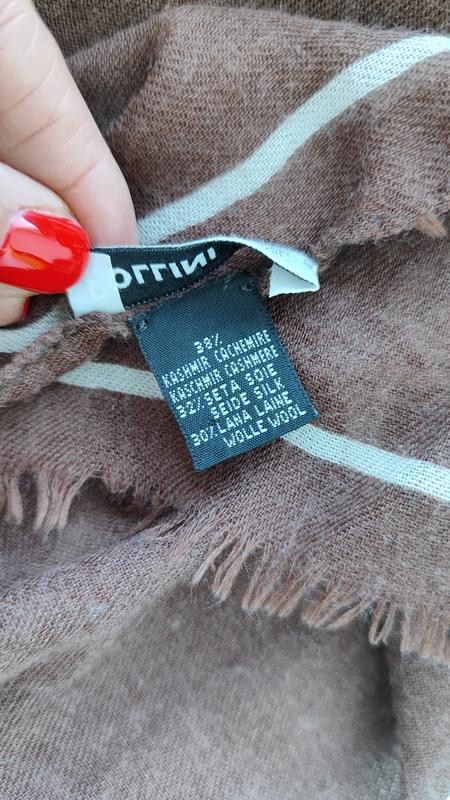 OLLINI
38%
KASHMIR CACHEMIRE
KASCHMIR CASHMERE
32%SETA SOIE
SEIDE SILK
30%LANA LAINE
WOLLE WOOL